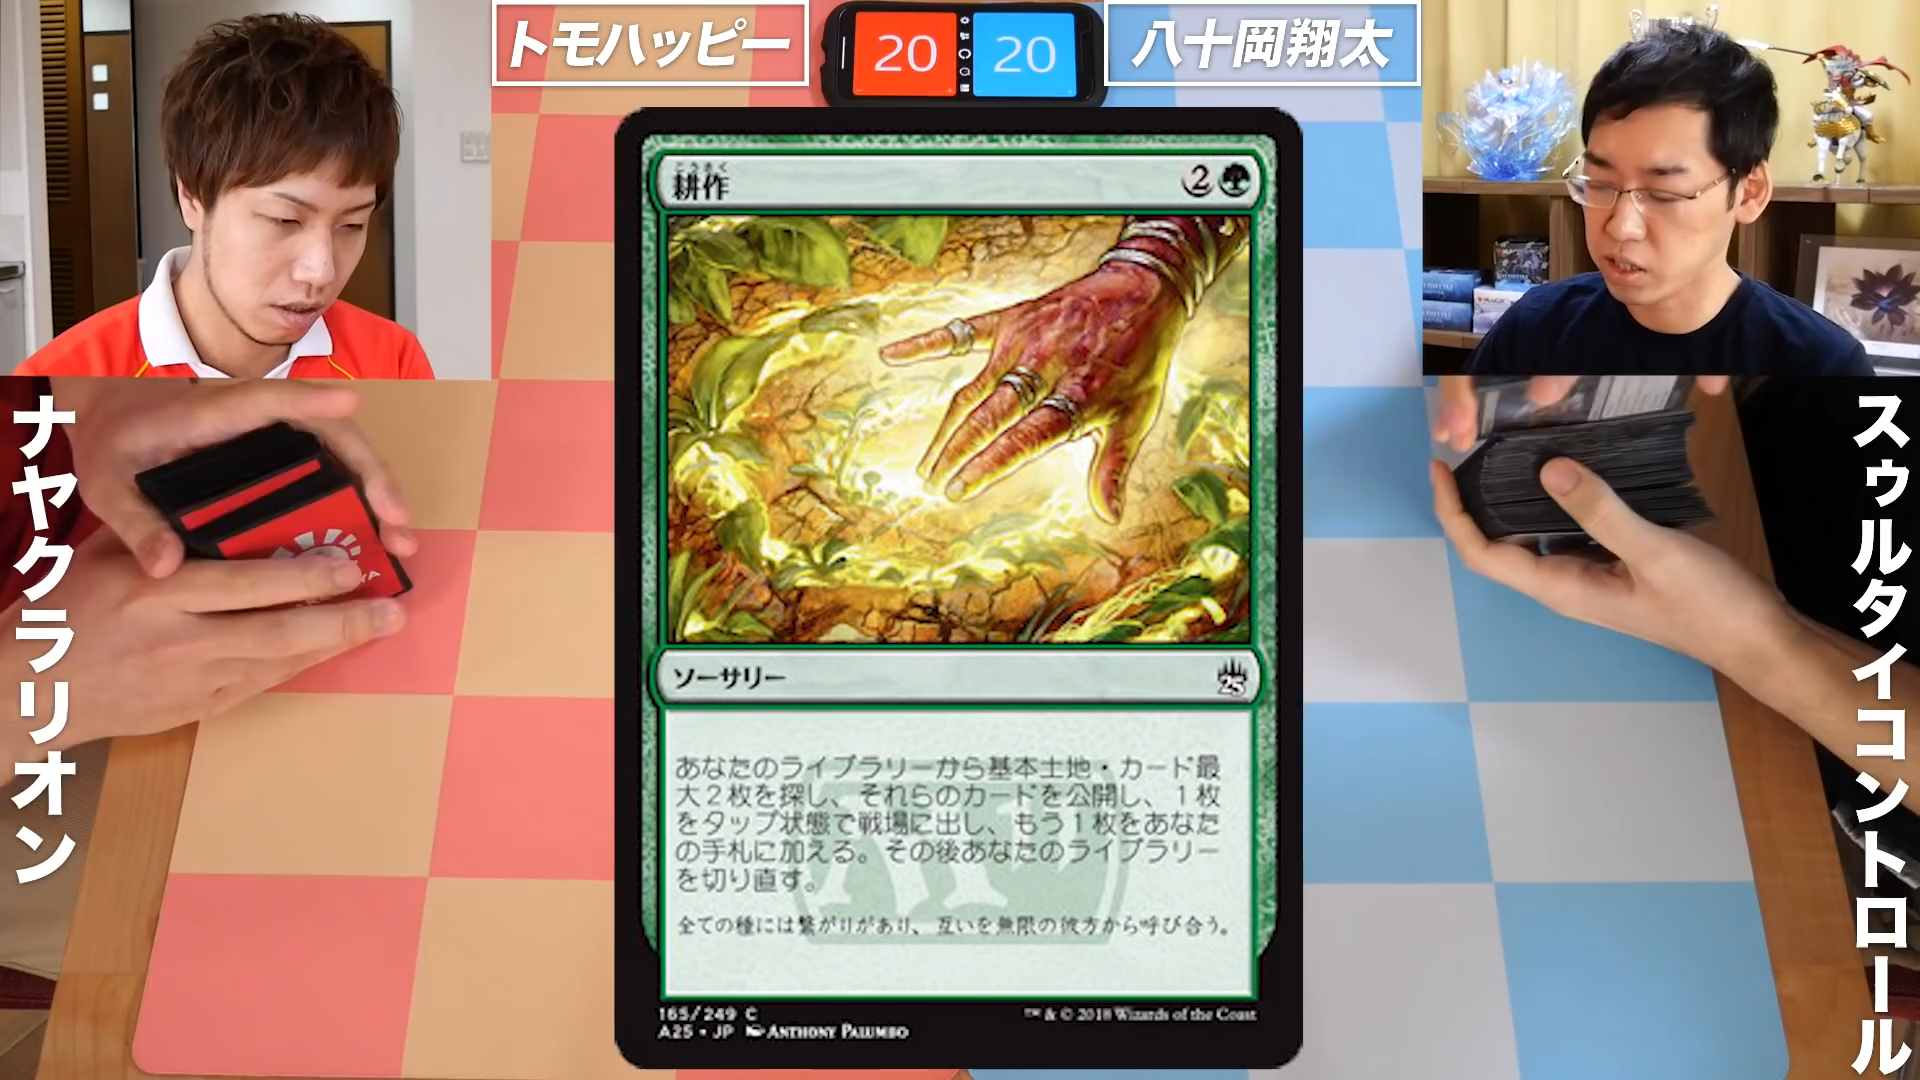 トモハッピー
20
20
八十岡翔太
ナヤクラリオン
スゥルタイコントロール
こうさく
耕作
2
ソーサリー
25
あなたのライブラリーから基本土地・カード最
大２枚を探し、それらのカードを公開し、１枚
をタップ状態で戦場に出し、もう１枚をあなた
の手札に加える。その後あなたのライブラリー
を切り直す。
全ての種には繋がりがあり、互いを無限の彼方から呼び合う。
165/249 C
A25・JP ANTHONY PALUMBO
™ & © 2018 Wizards of the Coast